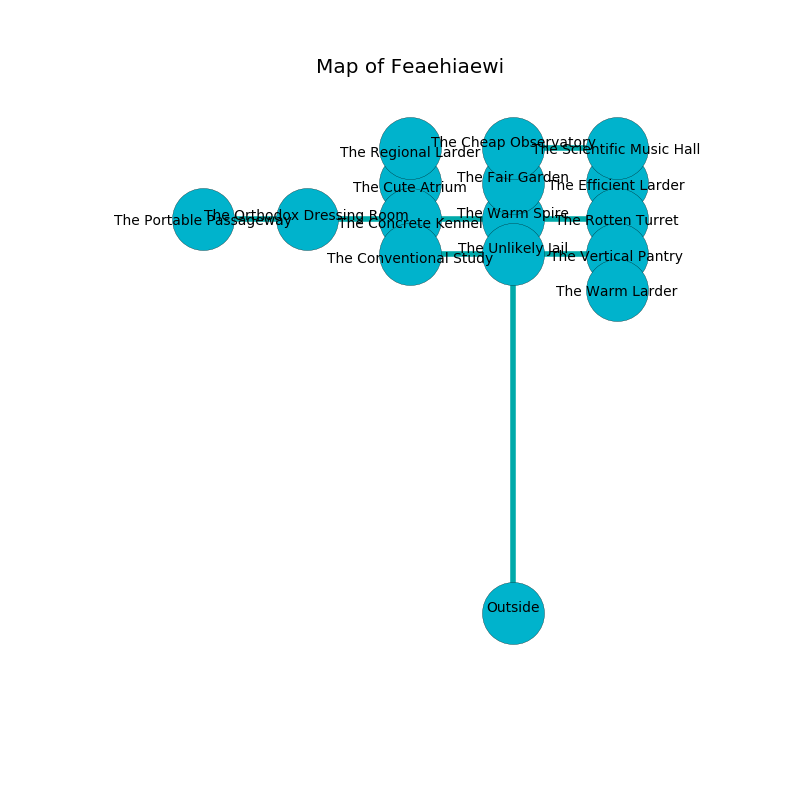 Map of Feaehiaewi
The Cheap Observatory
The Scientific Music Hall
The Regional Larder
The Fair Garden
The Efficient Larder
The Cute Atrium
The Warm Spire
The Orthodox Dressing Room
The Portable Passageway
The Rotten Turret
The Concrete Kennel
The Unlikely Jail
The Vertical Pantry
The Conventional Study
The Warm Larder
Outside